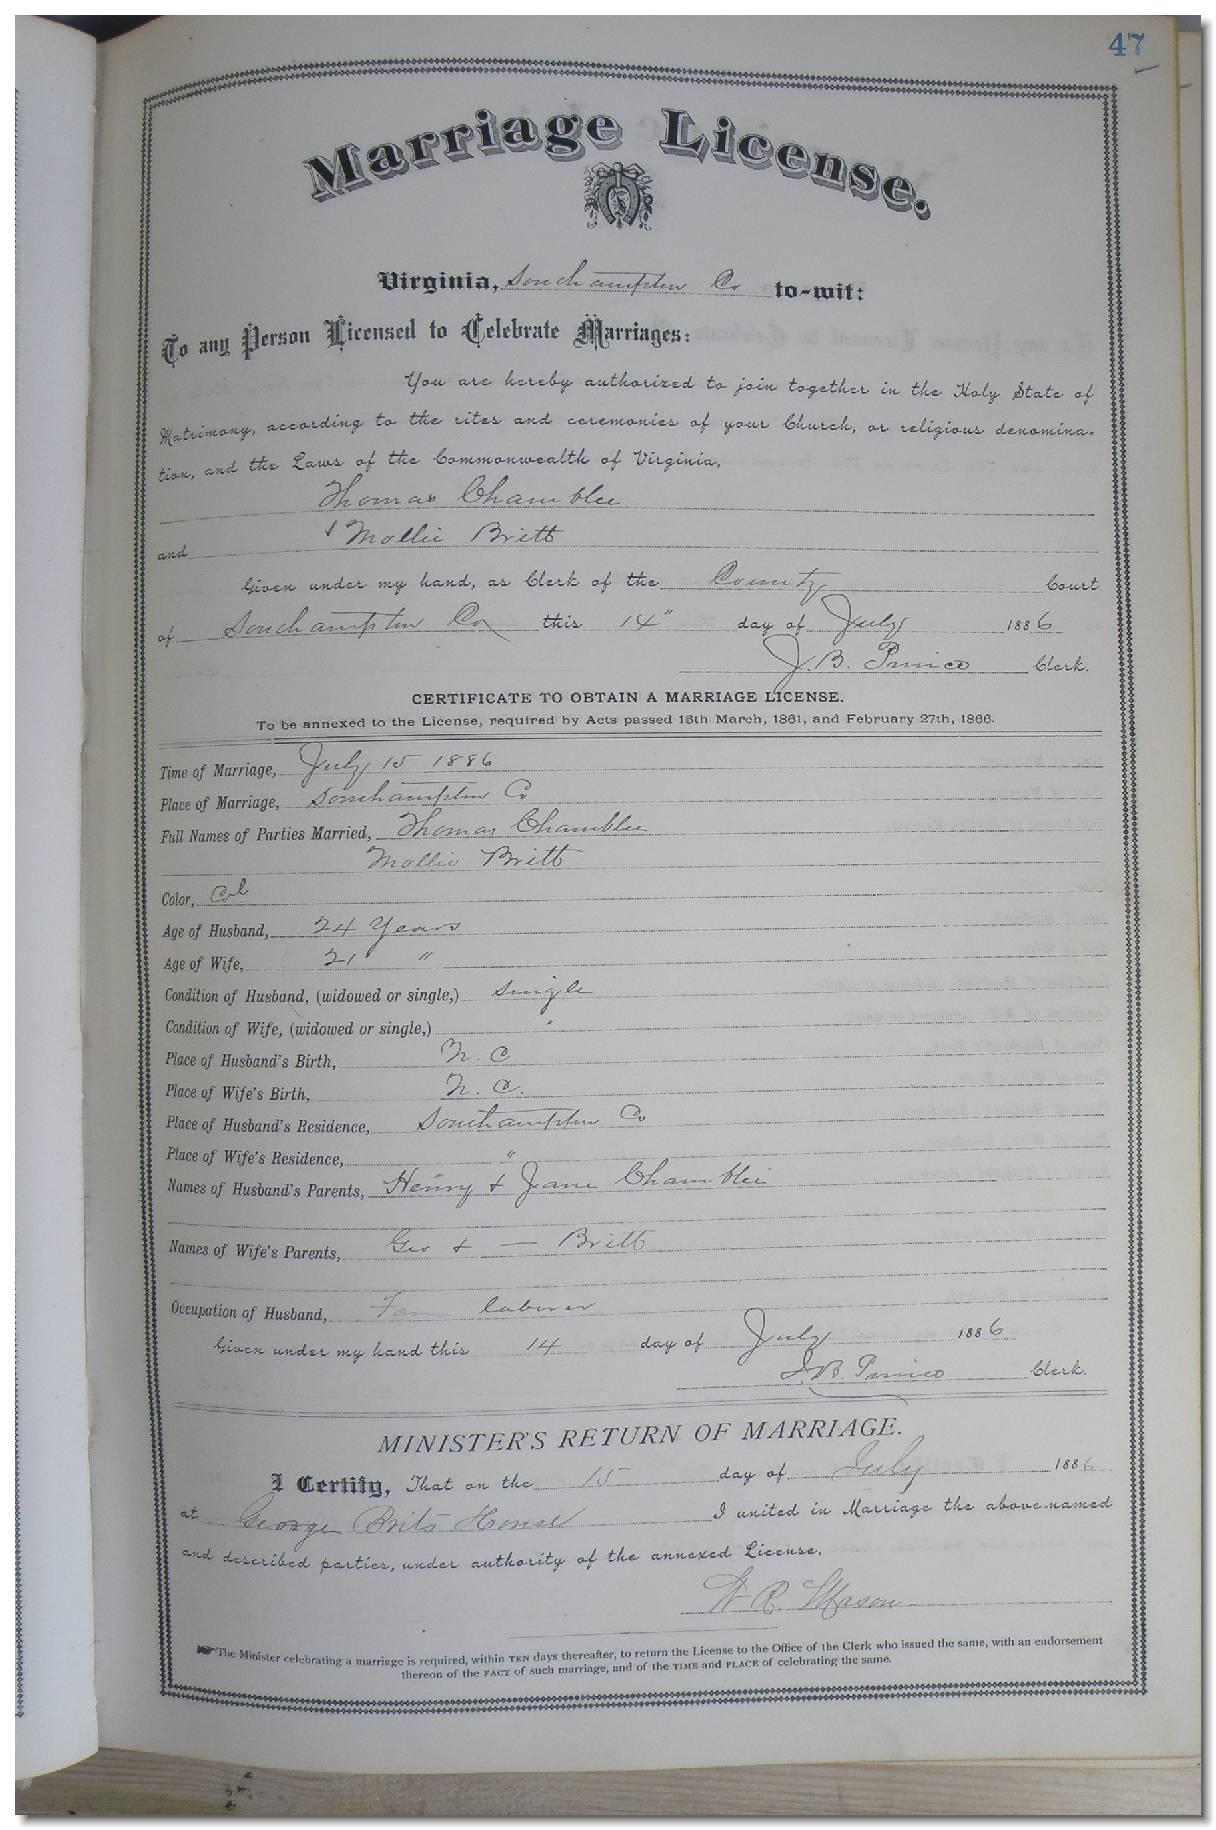 47
Marriage License.
Virginia, Southampton Co to-wit:
To any Person Licensed to Celebrate Marriages:
You are hereby authorized to join together in the Holy State of
Matrimony, according to the rites and ceremonies of your Church, or religious denomina-
tion, and the Laws of the Commonwealth of Virginia,
Thomas Chamblee
and Mollie Britt
Given under my hand, as Clerk of the County Court
of Southampton Co this 14" day of July 1886
J. B. Prince Clerk.
CERTIFICATE TO OBTAIN A MARRIAGE LICENSE.
To be annexed to the License, required by Acts passed 15th March, 1861, and February 27th, 1866.
Time of Marriage, July 15 1886
Place of Marriage, Southampton Co
Full Names of Parties Married, Thomas Chamblee
Mollie Britt
Color, Col
Age of Husband, 24 Years
Age of Wife, 21 "
Condition of Husband, (widowed or single,) Single
Condition of Wife, (widowed or single,) "
Place of Husband's Birth, N. C
Place of Wife's Birth, N. C.
Place of Husband's Residence, Southampton Co
Place of Wife's Residence, "
Names of Husband's Parents, Henry + Jane Chamblee
Names of Wife's Parents, Geo + — Britt
Occupation of Husband, Farm laborer
Given under my hand this 14 day of July 1886
J. B. Prince Clerk.
MINISTER'S RETURN OF MARRIAGE.
I Certify, That on the 15 day of July 1886
at George Brits House I united in Marriage the above-named
and described parties, under authority of the annexed License.
W R Mason
The Minister celebrating a marriage is required, within TEN days thereafter, to return the License to the Office of the Clerk who issued the same, with an endorsement
thereon of the FACT of such marriage, and of the TIME and PLACE of celebrating the same.